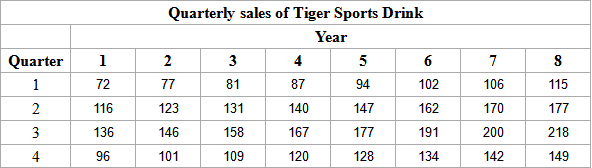 Quarterly sales of Tiger Sports Drink
Year
Quarter 1 2 3 4 5 6 7 8
1 72 77 81 87 94 102 106 115
2 116 123 131 140 147 162 170 177
3 136 146 158 167 177 191 200 218
4 96 101 109 120 128 134 142 149